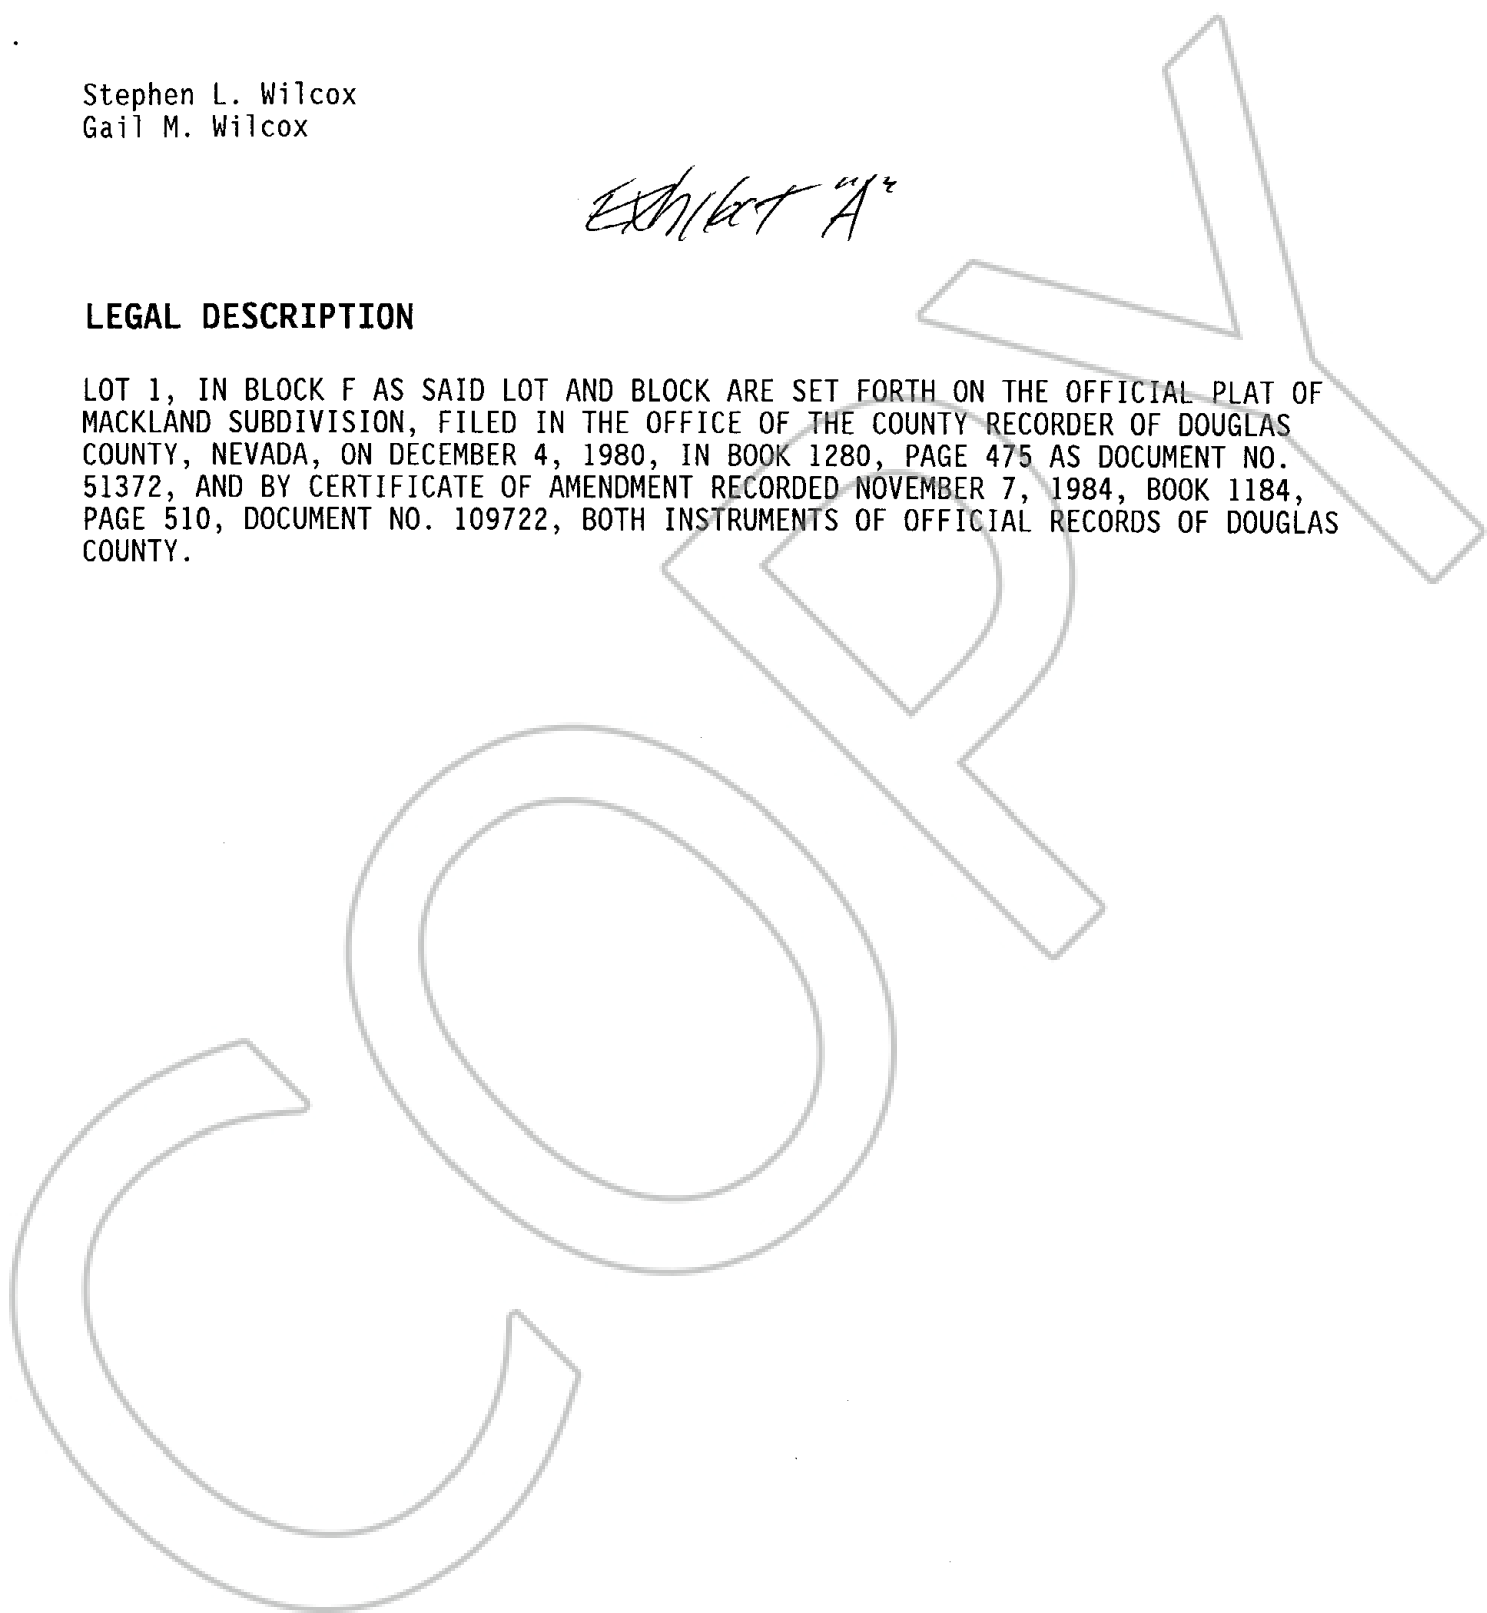 Stephen L. Wilcox
Gail M. Wilcox
Exhibit "A"
LEGAL DESCRIPTION
LOT 1, IN BLOCK F AS SAID LOT AND BLOCK ARE SET FORTH ON THE OFFICIAL PLAT OF
MACKLAND SUBDIVISION, FILED IN THE OFFICE OF THE COUNTY RECORDER OF DOUGLAS
COUNTY, NEVADA, ON DECEMBER 4, 1980, IN BOOK 1280, PAGE 475 AS DOCUMENT NO.
51372, AND BY CERTIFICATE OF AMENDMENT RECORDED NOVEMBER 7, 1984, BOOK 1184,
PAGE 510, DOCUMENT NO. 109722, BOTH INSTRUMENTS OF OFFICIAL RECORDS OF DOUGLAS
COUNTY.
COPY